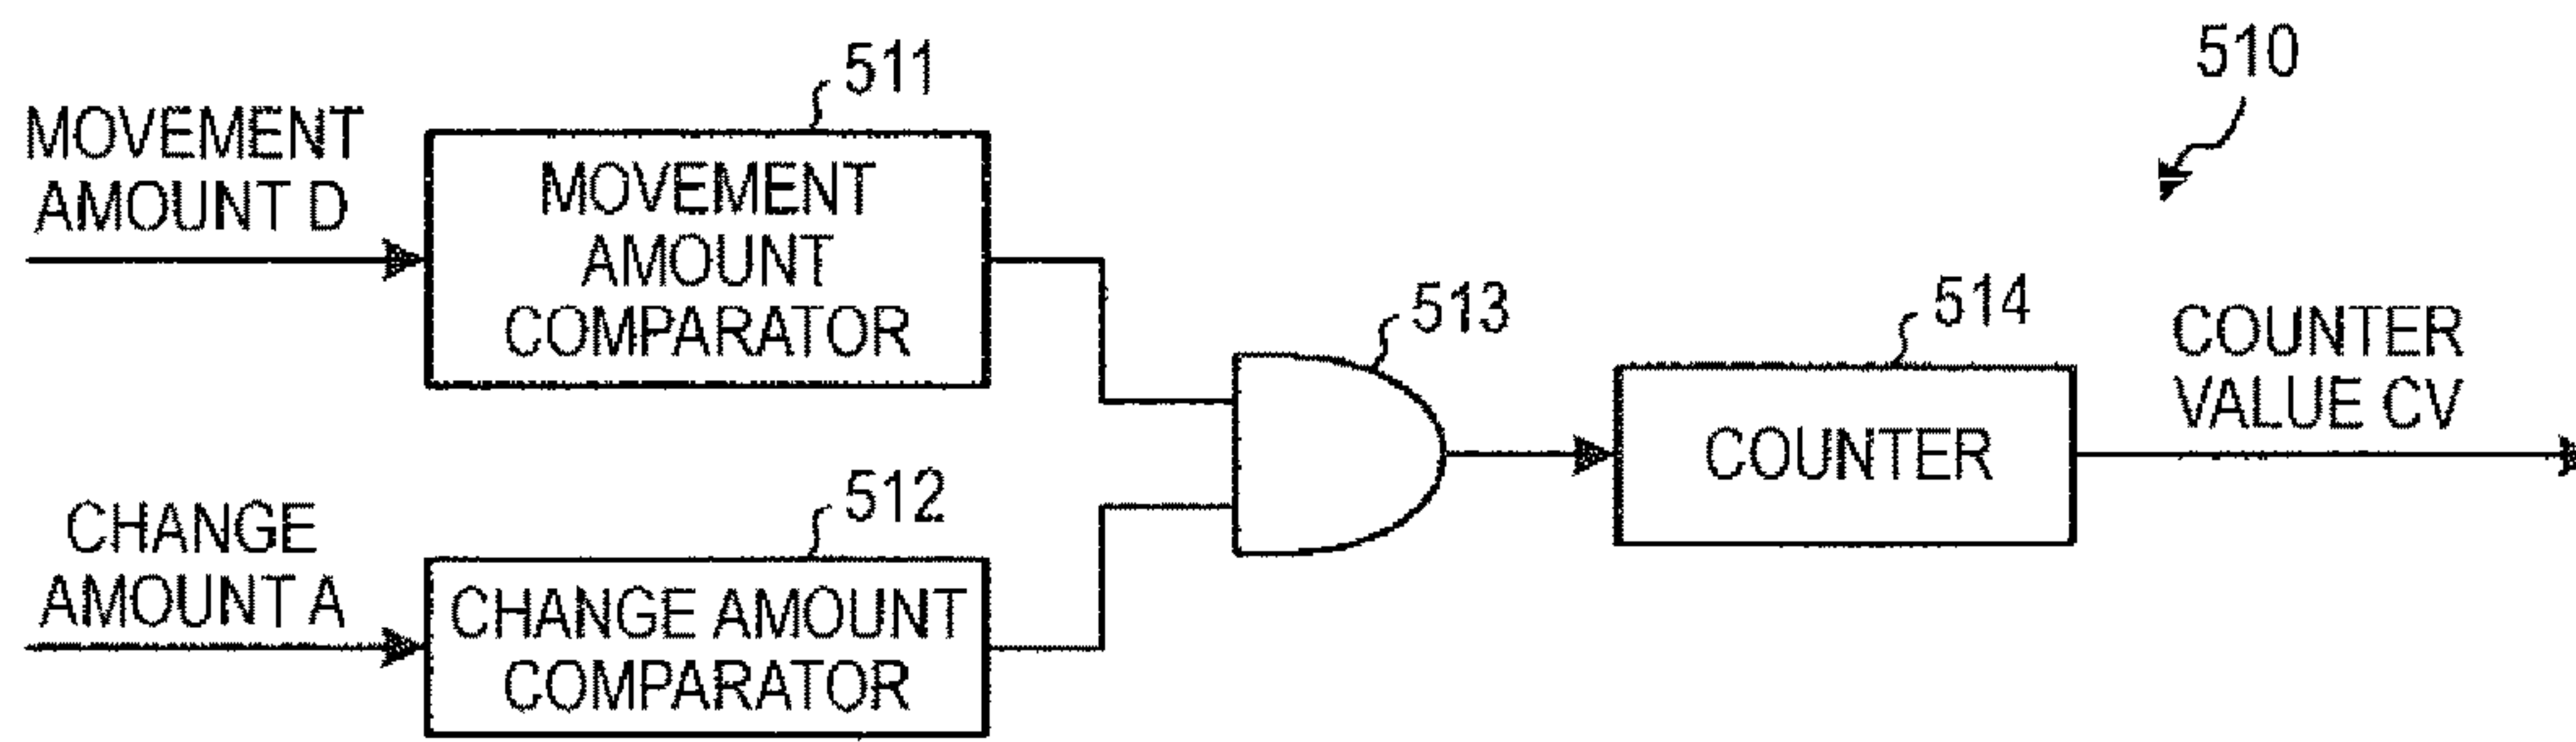 510
511
MOVEMENT
AMOUNT D
MOVEMENT
AMOUNT
COMPARATOR
513
514
COUNTER
VALUE CV
COUNTER
512
CHANGE
AMOUNT A
CHANGE AMOUNT
COMPARATOR